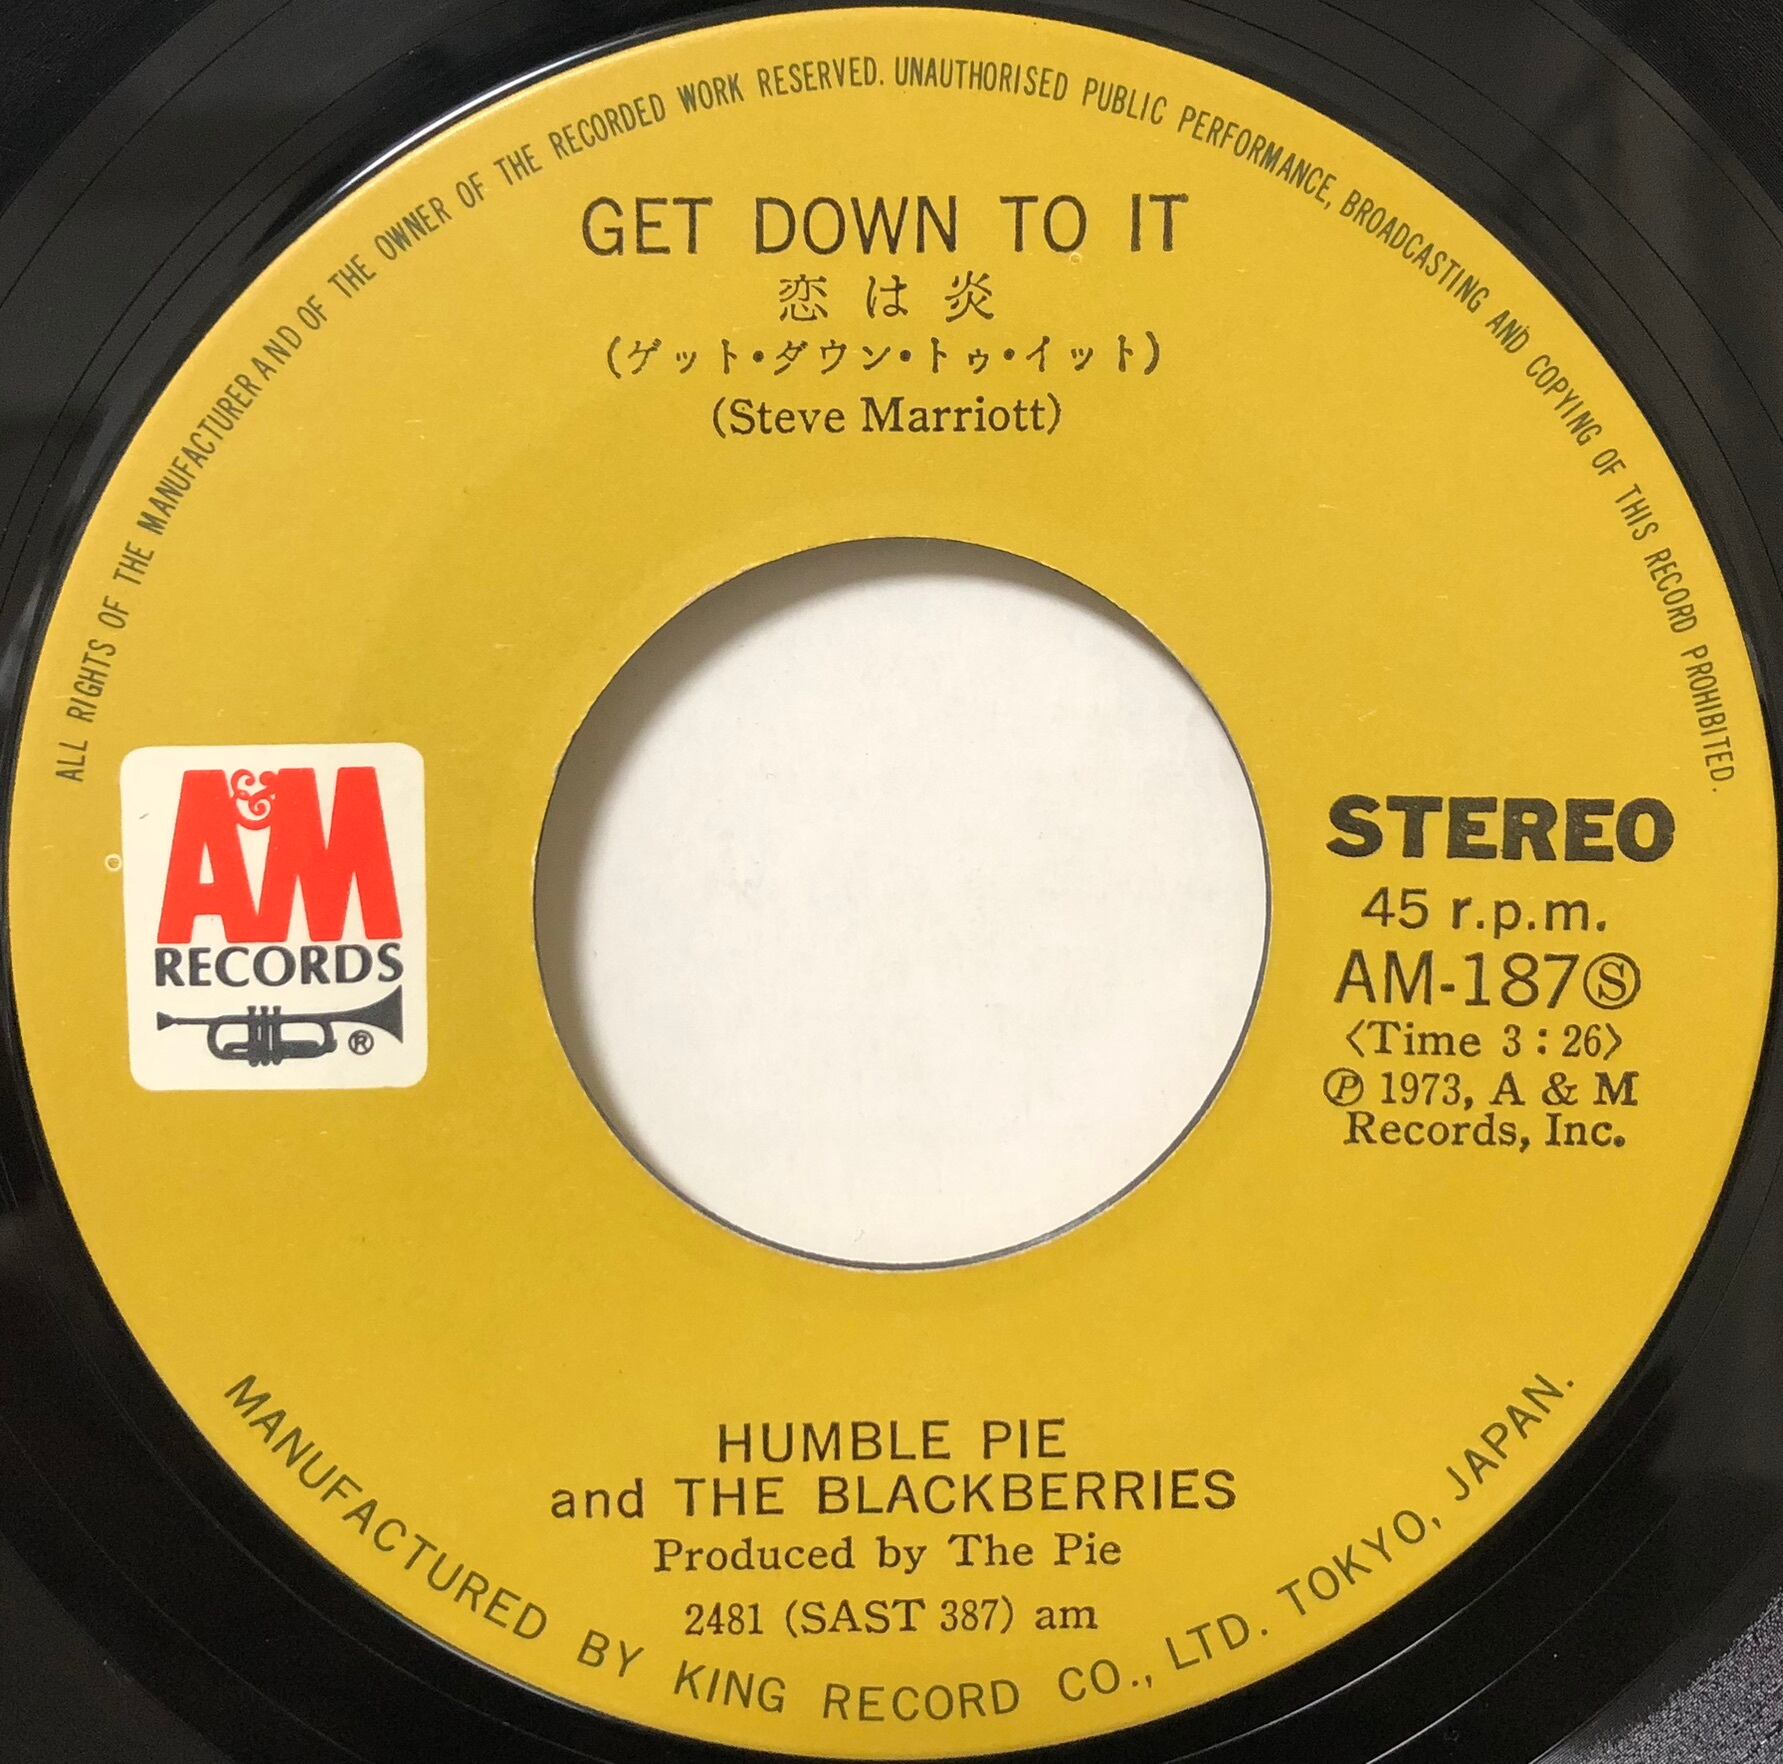 ALL RIGHTS OF THE MANUFACTURER AND OF THE OWNER OF THE RECORDED WORK RESERVED. UNAUTHORISED PUBLIC PERFORMANCE, BROADCASTING AND COPYING OF THIS RECORD PROHIBITED.
GET DOWN TO IT
恋は炎
(ゲット・ダウン・トゥ・イット)
(Steve Marriott)
A&M
RECORDS
®
STEREO
45 r.p.m.
AM-187Ⓢ
〈Time 3:26〉
Ⓟ 1973, A & M
Records, Inc.
HUMBLE PIE
and THE BLACKBERRIES
Produced by The Pie
2481 (SAST 387) am
MANUFACTURED BY KING RECORD CO., LTD. TOKYO, JAPAN.